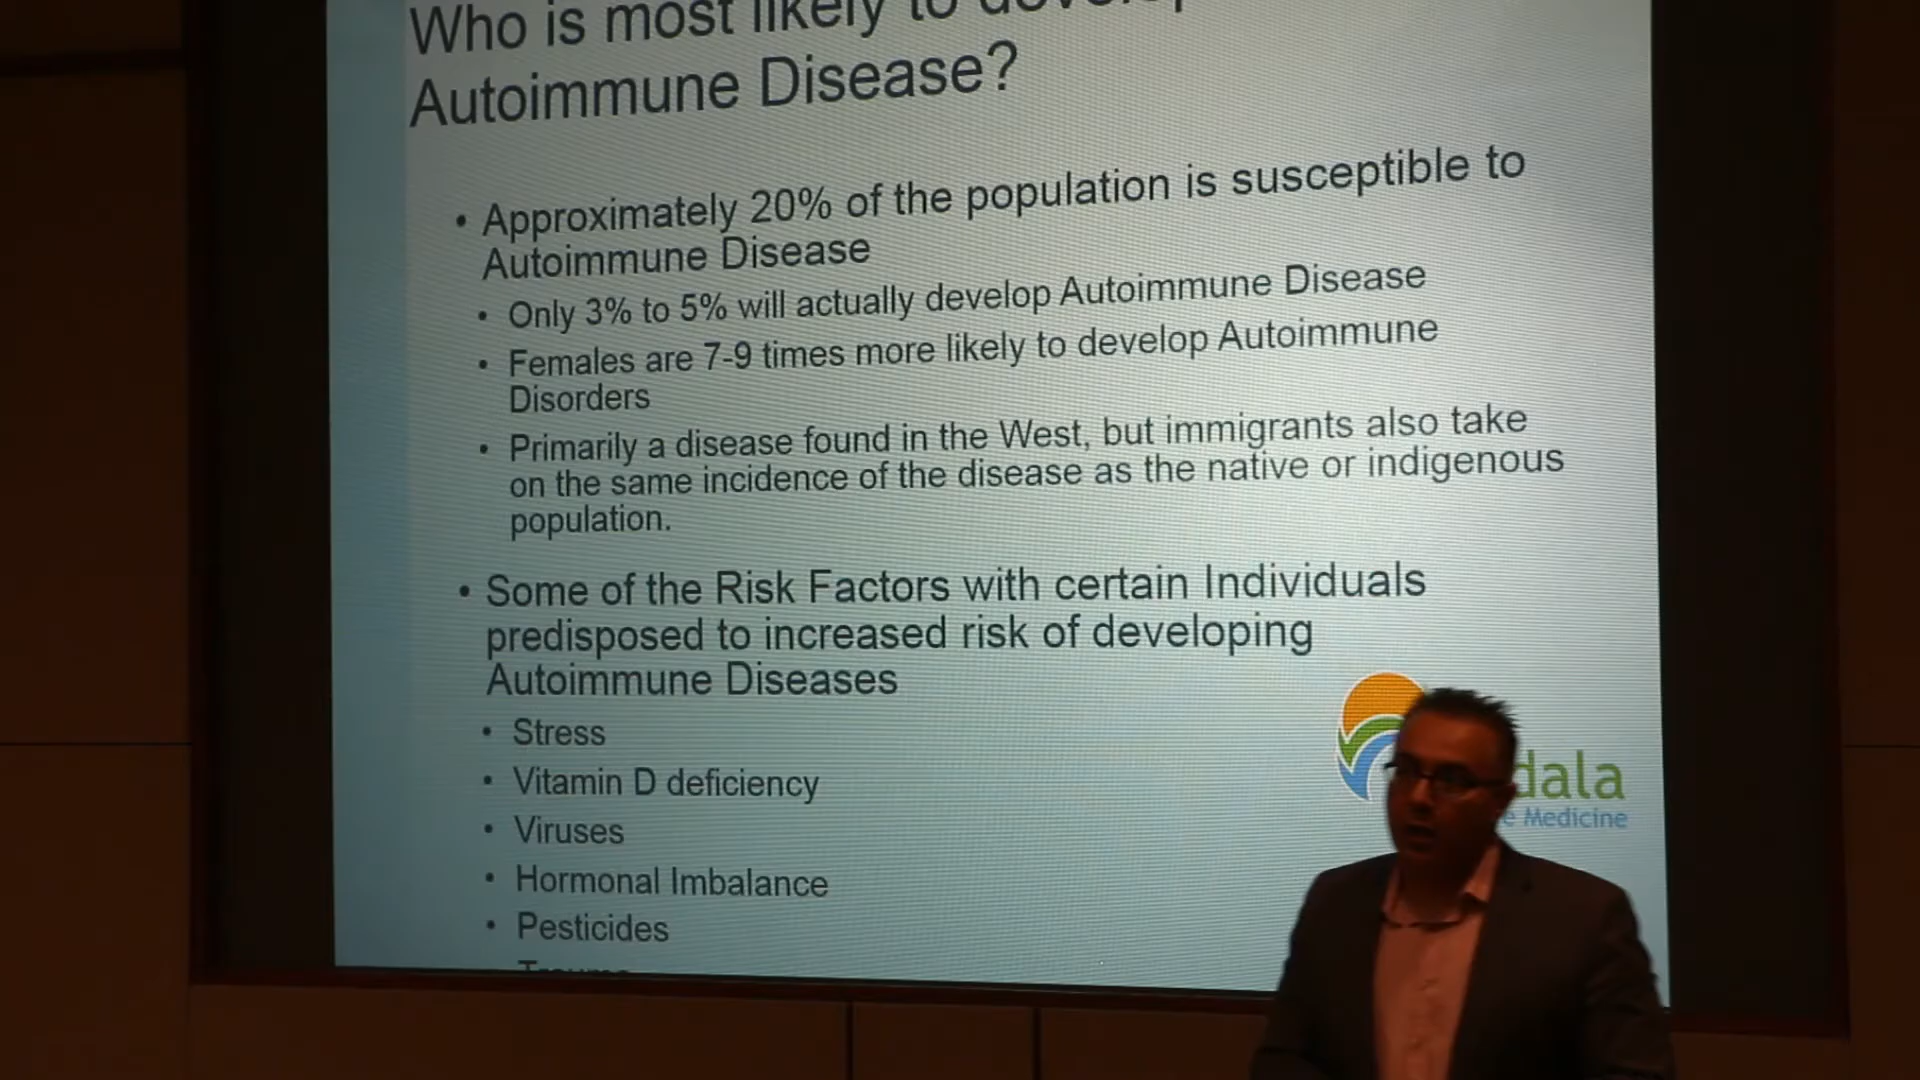 Who is most likely to develop
Autoimmune Disease?
• Approximately 20% of the population is susceptible to
Autoimmune Disease
• Only 3% to 5% will actually develop Autoimmune Disease
• Females are 7-9 times more likely to develop Autoimmune
Disorders
• Primarily a disease found in the West, but immigrants also take
on the same incidence of the disease as the native or indigenous
population.
• Some of the Risk Factors with certain Individuals
predisposed to increased risk of developing
Autoimmune Diseases
• Stress
• Vitamin D deficiency
• Viruses
• Hormonal Imbalance
• Pesticides
dala
e Medicine